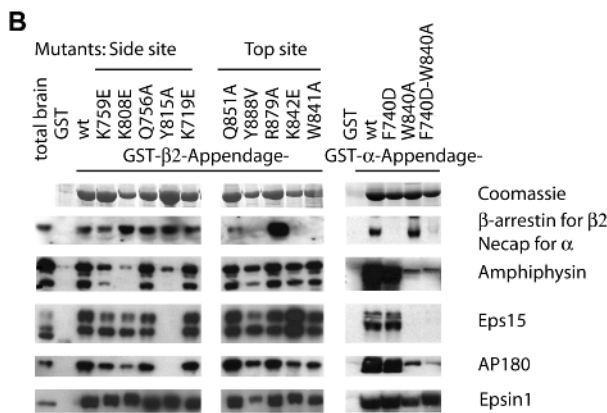 B
Mutants: Side site
Top site
total brain
GST
wt
K759E
K808E
Q756A
Y815A
K719E
Q851A
Y888V
R879A
K842E
W841A
GST
wt
F740D
W840A
F740D-W840A
GST-β2-Appendage-
GST-α-Appendage-
Coomassie
β-arrestin for β2
Necap for α
Amphiphysin
Eps15
AP180
Epsin1